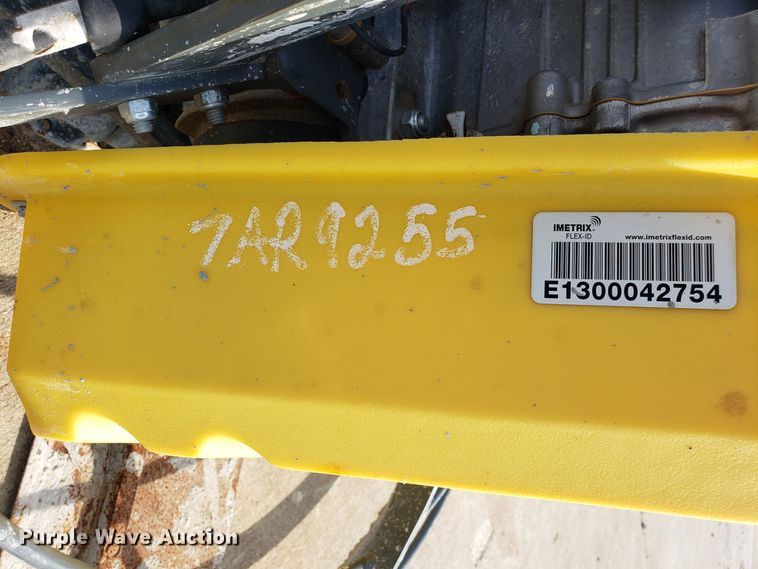 7AR9255
IMETRIX
FLEX-ID
www.imetrixflexid.com
E1300042754
Purple Wave Auction